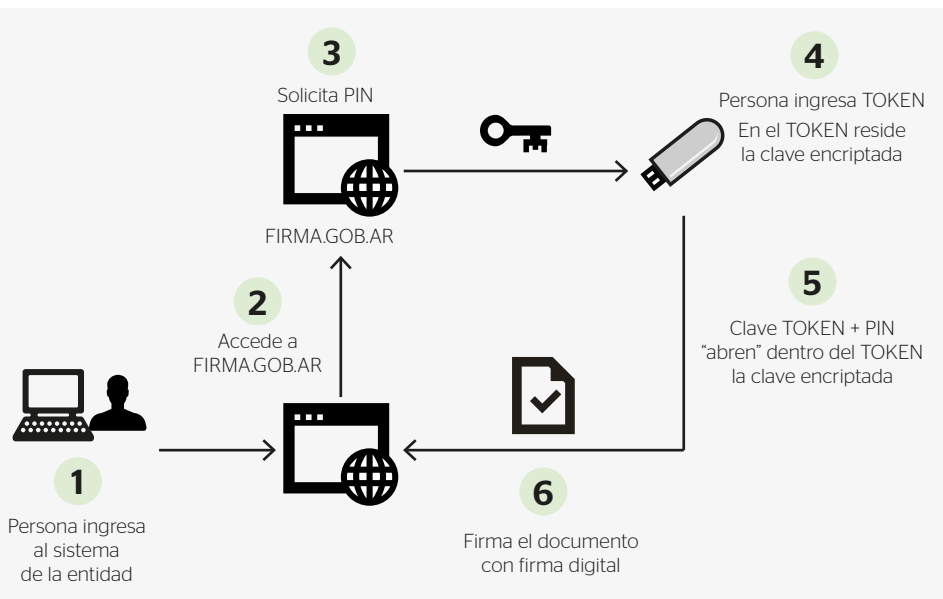 1
Persona ingresa
al sistema
de la entidad
2
Accede a
FIRMA.GOB.AR
3
Solicita PIN
FIRMA.GOB.AR
4
Persona ingresa TOKEN
En el TOKEN reside
la clave encriptada
5
Clave TOKEN + PIN
“abren” dentro del TOKEN
la clave encriptada
6
Firma el documento
con firma digital